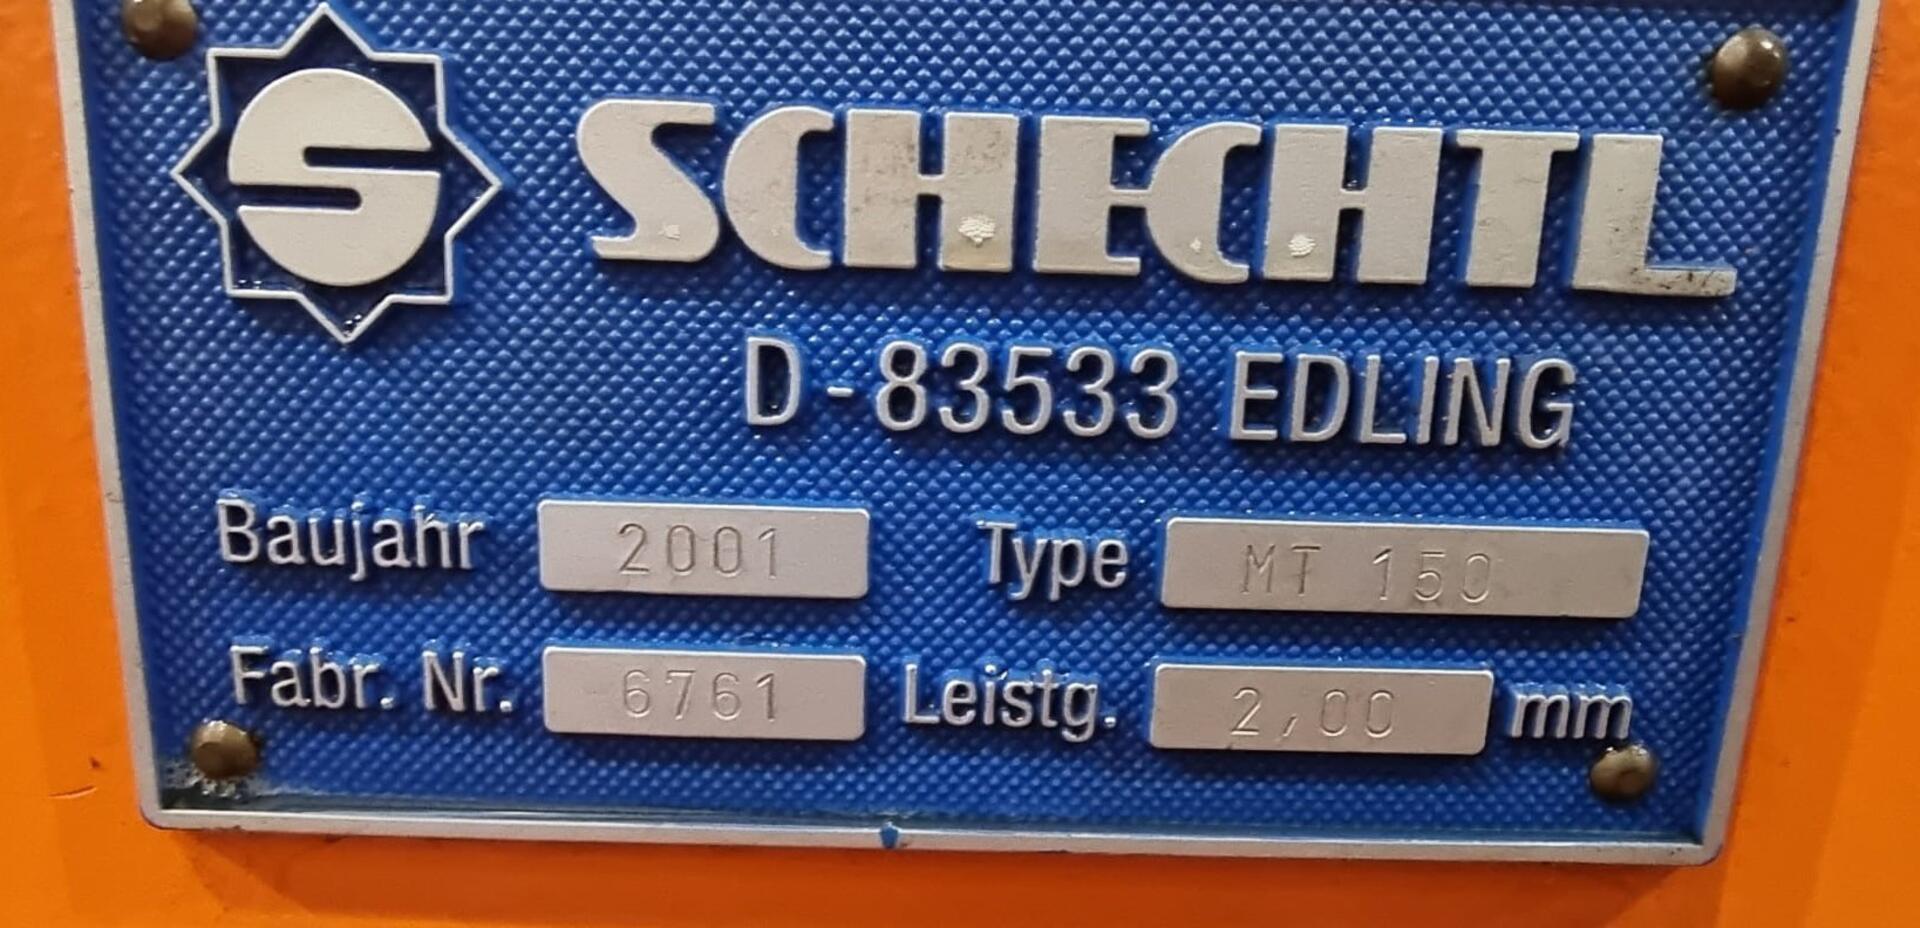 S SCHECHTL
D-83533 EDLING
Baujahr 2001 Type MT 150
Fabr. Nr. 6761 Leistg. 2,00 mm